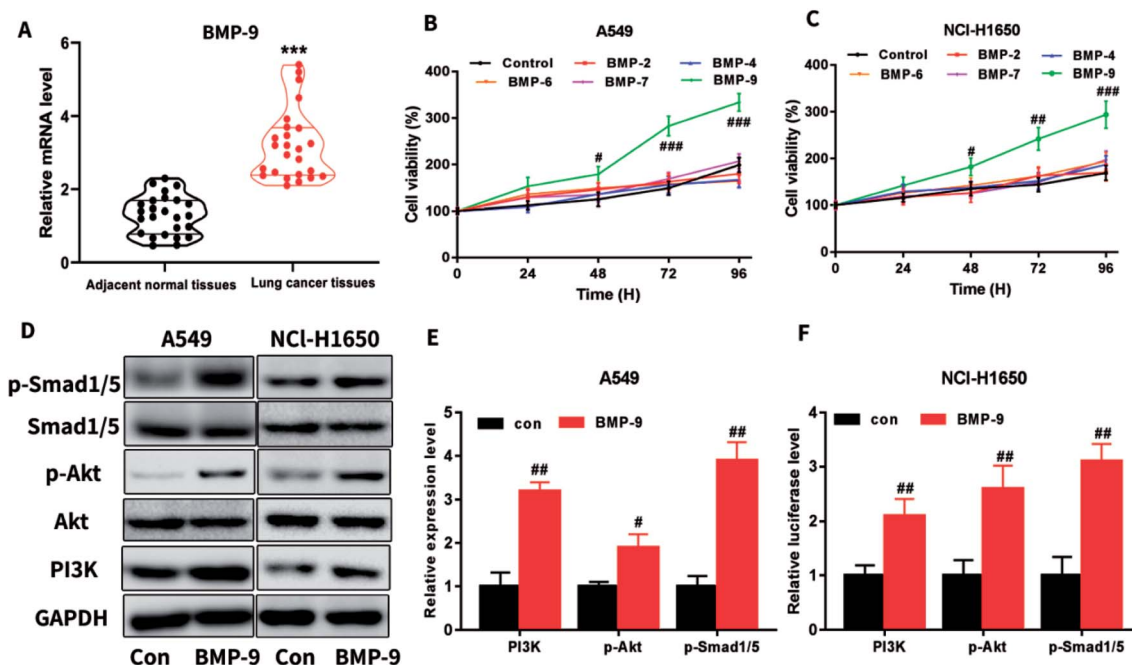 A
BMP-9
Relative mRNA level
6
4
2
0
***
Adjacent normal tissues
Lung cancer tissues
B
A549
Control
BMP-2
BMP-4
BMP-6
BMP-7
BMP-9
Cell viability (%)
400
300
200
100
0
#
###
###
0
24
48
72
96
Time (H)
C
NCI-H1650
Control
BMP-2
BMP-4
BMP-6
BMP-7
BMP-9
Cell viability (%)
400
300
200
100
0
#
##
###
0
24
48
72
96
Time (H)
D
A549
NCl-H1650
p-Smad1/5
Smad1/5
p-Akt
Akt
PI3K
GAPDH
Con
BMP-9
Con
BMP-9
E
A549
con
BMP-9
Relative expression level
5
4
3
2
1
0
##
#
##
PI3K
p-Akt
p-Smad1/5
F
NCI-H1650
con
BMP-9
Relative luciferase level
4
3
2
1
0
##
##
##
PI3K
p-Akt
p-Smad1/5